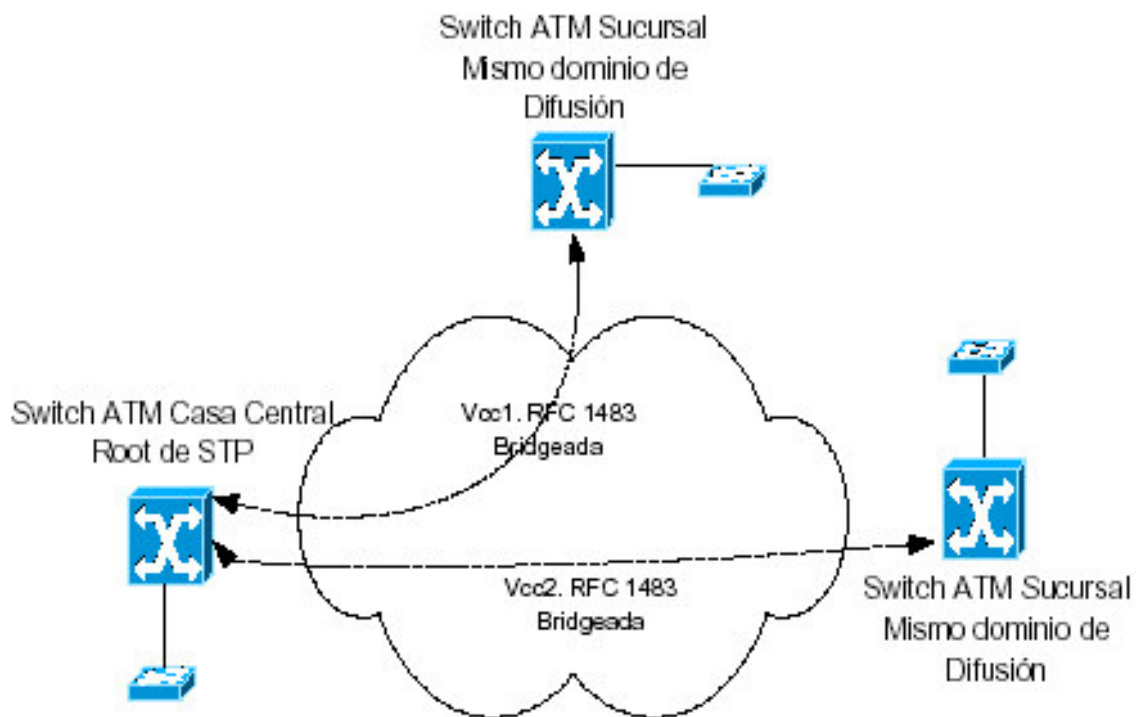 Switch ATM Sucursal
Mismo dominio de
Difusión
Vcc1. RFC 1483
Bridgeada
Switch ATM Casa Central
Root de STP
Vcc2. RFC 1483
Bridgeada
Switch ATM Sucursal
Mismo dominio de
Difusión